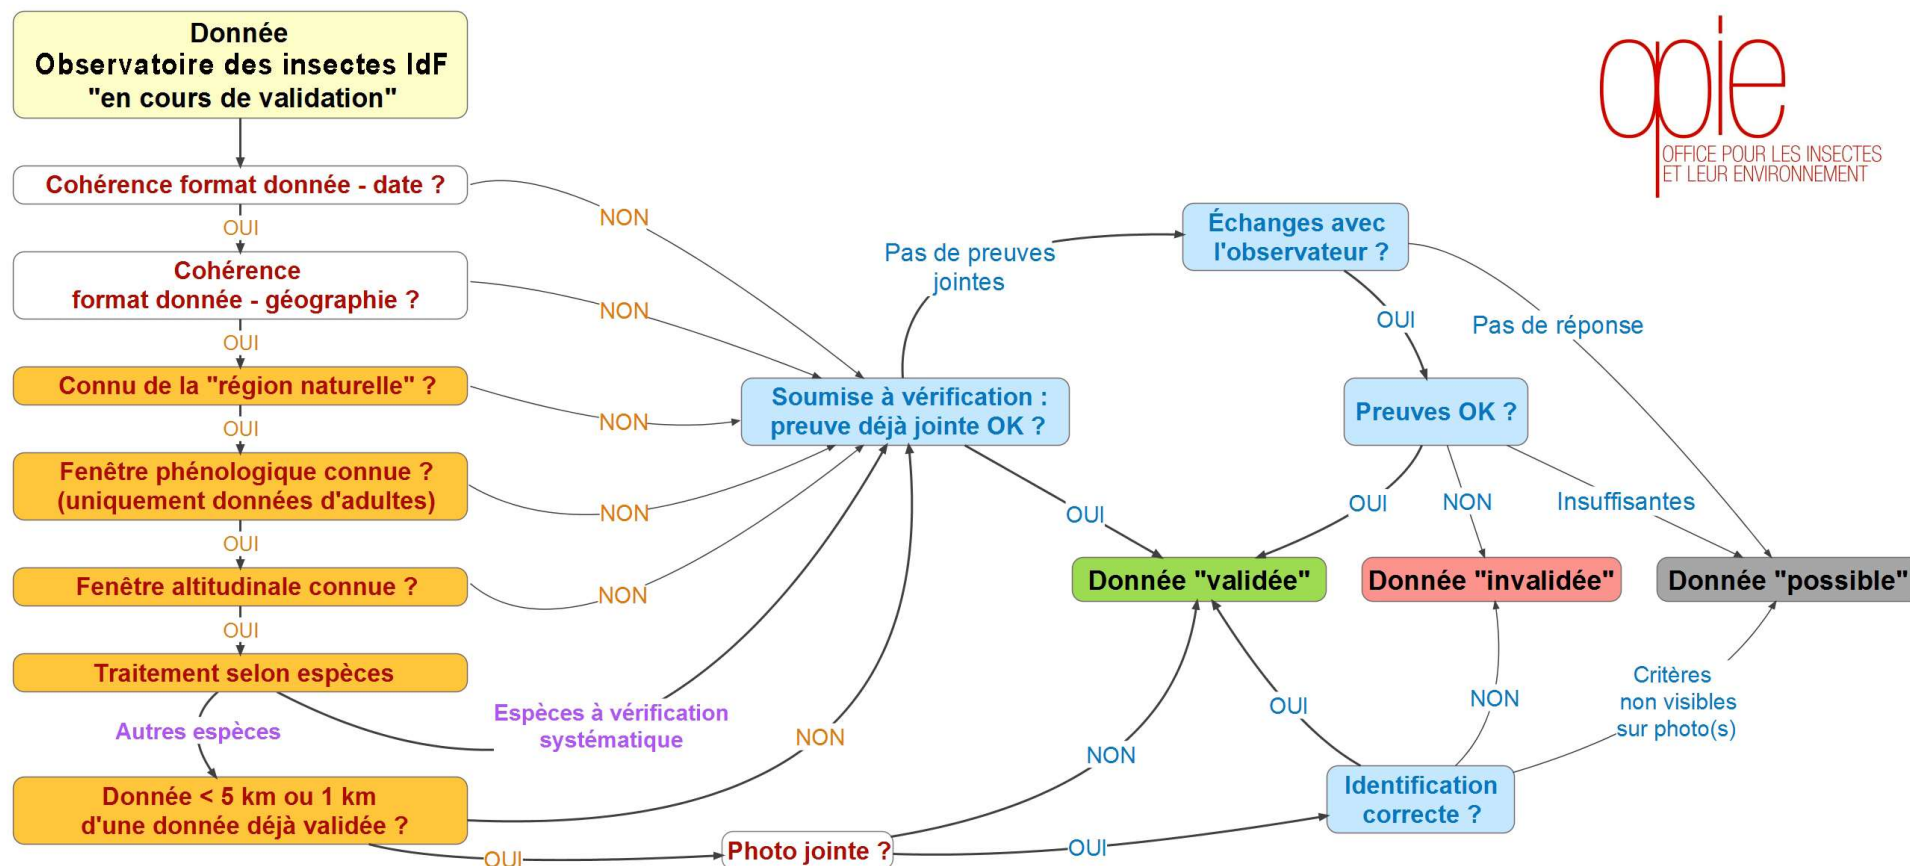 Donnée
Observatoire des insectes IdF
"en cours de validation"
opie
OFFICE POUR LES INSECTES
ET LEUR ENVIRONNEMENT
Cohérence format donnée - date ?
NON
OUI
Cohérence
format donnée - géographie ?
NON
OUI
Connu de la "région naturelle" ?
NON
OUI
Fenêtre phénologique connue ?
(uniquement données d'adultes)
NON
OUI
Fenêtre altitudinale connue ?
NON
OUI
Traitement selon espèces
Autres espèces
Espèces à vérification
systématique
Donnée < 5 km ou 1 km
d'une donnée déjà validée ?
NON
OUI
Photo jointe ?
NON
OUI
Soumise à vérification :
preuve déjà jointe OK ?
Pas de preuves
jointes
OUI
Échanges avec
l'observateur ?
OUI
Pas de réponse
Preuves OK ?
OUI
NON
Insuffisantes
Donnée "validée"
Donnée "invalidée"
Donnée "possible"
OUI
NON
Critères
non visibles
sur photo(s)
Identification
correcte ?